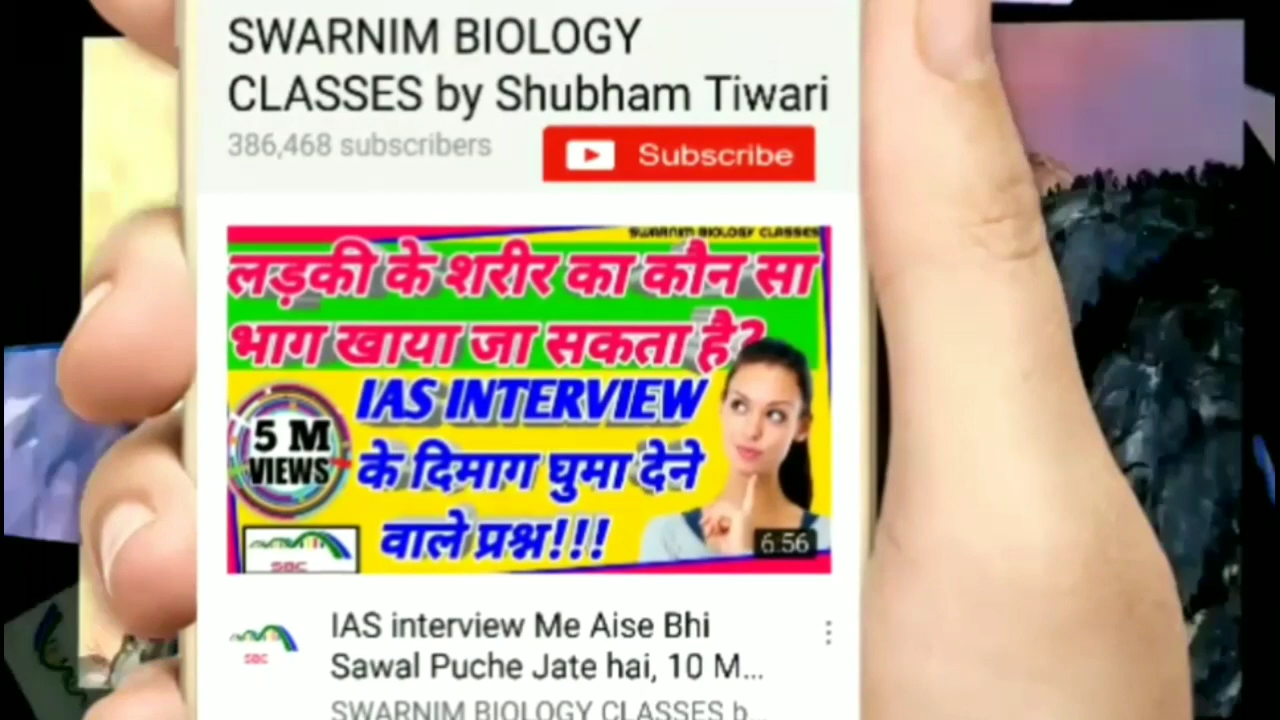 SWARNIM BIOLOGY
CLASSES by Shubham Tiwari
386,468 subscribers
Subscribe
SWARNIM BIOLOGY CLASSES
लड़की के शरीर का कौन सा
भाग खाया जा सकता है?
IAS INTERVIEW
5 M
VIEWS
के दिमाग घुमा देने
वाले प्रश्न!!!
6:56
SBC
IAS interview Me Aise Bhi
Sawal Puche Jate hai, 10 M...
SBC
SWARNIM BIOLOGY CLASSES b...